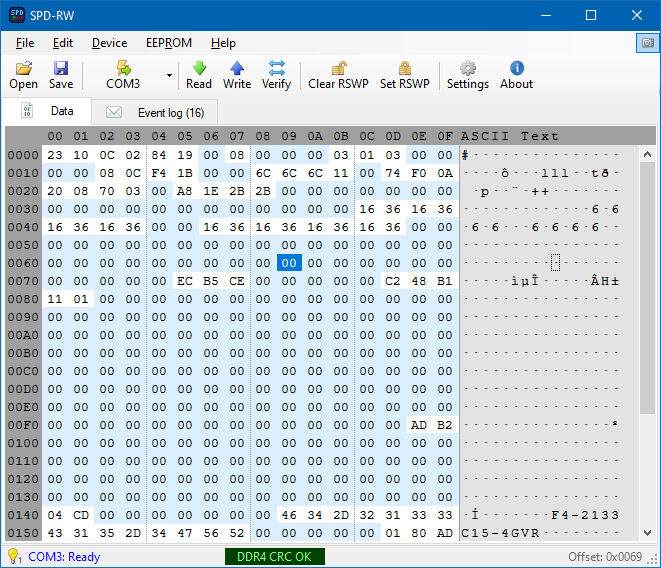 SPD-RW
File Edit Device EEPROM Help
Open Save COM3 Read Write Verify Clear RSWP Set RSWP Settings About
Data Event log (16)
00 01 02 03 04 05 06 07 08 09 0A 0B 0C 0D 0E 0F ASCII Text
0000 23 10 0C 02 84 19 00 08 00 00 00 03 01 03 00 00 #...............
0010 00 00 08 0C F4 1B 00 00 6C 6C 6C 11 00 74 F0 0A ....ô...lll..tð.
0020 20 08 70 03 00 A8 1E 2B 2B 00 00 00 00 00 00 00  .p..¨.++.......
0030 00 00 00 00 00 00 00 00 00 00 00 00 16 36 16 36 .............6.6
0040 16 36 16 36 00 00 16 36 16 36 16 36 16 36 00 00 .6.6...6.6.6.6..
0050 00 00 00 00 00 00 00 00 00 00 00 00 00 00 00 00 ................
0060 00 00 00 00 00 00 00 00 00 00 00 00 00 00 00 00 ................
0070 00 00 00 00 00 EC B5 CE 00 00 00 00 00 C2 48 B1 .....ìµÎ.....ÂH±
0080 11 01 00 00 00 00 00 00 00 00 00 00 00 00 00 00 ................
0090 00 00 00 00 00 00 00 00 00 00 00 00 00 00 00 00 ................
00A0 00 00 00 00 00 00 00 00 00 00 00 00 00 00 00 00 ................
00B0 00 00 00 00 00 00 00 00 00 00 00 00 00 00 00 00 ................
00C0 00 00 00 00 00 00 00 00 00 00 00 00 00 00 00 00 ................
00D0 00 00 00 00 00 00 00 00 00 00 00 00 00 00 00 00 ................
00E0 00 00 00 00 00 00 00 00 00 00 00 00 00 00 00 00 ................
00F0 00 00 00 00 00 00 00 00 00 00 00 00 00 00 AD B2 ...............²
0100 00 00 00 00 00 00 00 00 00 00 00 00 00 00 00 00 ................
0110 00 00 00 00 00 00 00 00 00 00 00 00 00 00 00 00 ................
0120 00 00 00 00 00 00 00 00 00 00 00 00 00 00 00 00 ................
0130 00 00 00 00 00 00 00 00 00 00 00 00 00 00 00 00 ................
0140 04 CD 00 00 00 00 00 00 00 46 34 2D 32 31 33 33 .Í.......F4-2133
0150 43 31 35 2D 34 47 56 52 00 00 00 00 00 01 80 AD C15-4GVR........
COM3: Ready DDR4 CRC OK Offset: 0x0069